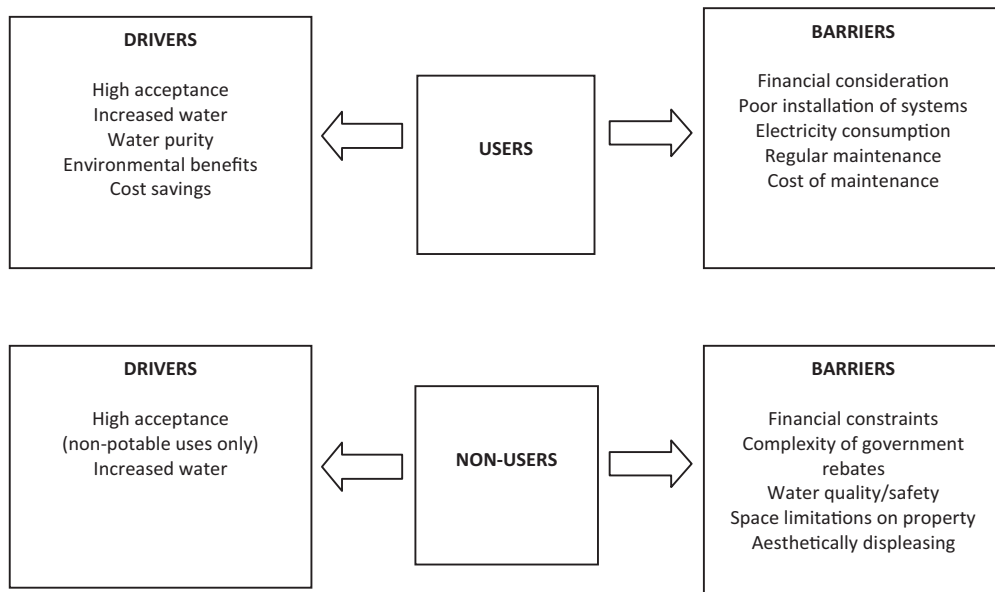 DRIVERS
High acceptance
Increased water
Water purity
Environmental benefits
Cost savings
USERS
BARRIERS
Financial consideration
Poor installation of systems
Electricity consumption
Regular maintenance
Cost of maintenance
DRIVERS
High acceptance
(non-potable uses only)
Increased water
NON-USERS
BARRIERS
Financial constraints
Complexity of government
rebates
Water quality/safety
Space limitations on property
Aesthetically displeasing